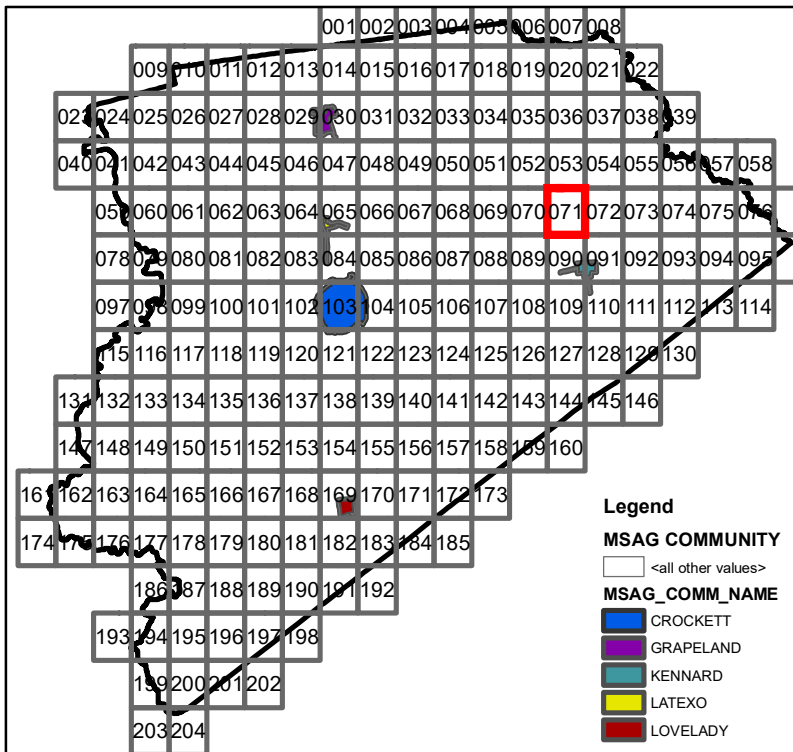 001 002 003 004 005 006 007 008
009 010 011 012 013 014 015 016 017 018 019 020 021 022
023 024 025 026 027 028 029 030 031 032 033 034 035 036 037 038 039
040 041 042 043 044 045 046 047 048 049 050 051 052 053 054 055 056 057 058
059 060 061 062 063 064 065 066 067 068 069 070 071 072 073 074 075 076
078 079 080 081 082 083 084 085 086 087 088 089 090 091 092 093 094 095
097 098 099 100 101 102 103 104 105 106 107 108 109 110 111 112 113 114
115 116 117 118 119 120 121 122 123 124 125 126 127 128 129 130
131 132 133 134 135 136 137 138 139 140 141 142 143 144 145 146
147 148 149 150 151 152 153 154 155 156 157 158 159 160
161 162 163 164 165 166 167 168 169 170 171 172 173
174 175 176 177 178 179 180 181 182 183 184 185
186 187 188 189 190 191 192
193 194 195 196 197 198
199 200 201 202
203 204
Legend
MSAG COMMUNITY
<all other values>
MSAG_COMM_NAME
CROCKETT
GRAPELAND
KENNARD
LATEXO
LOVELADY